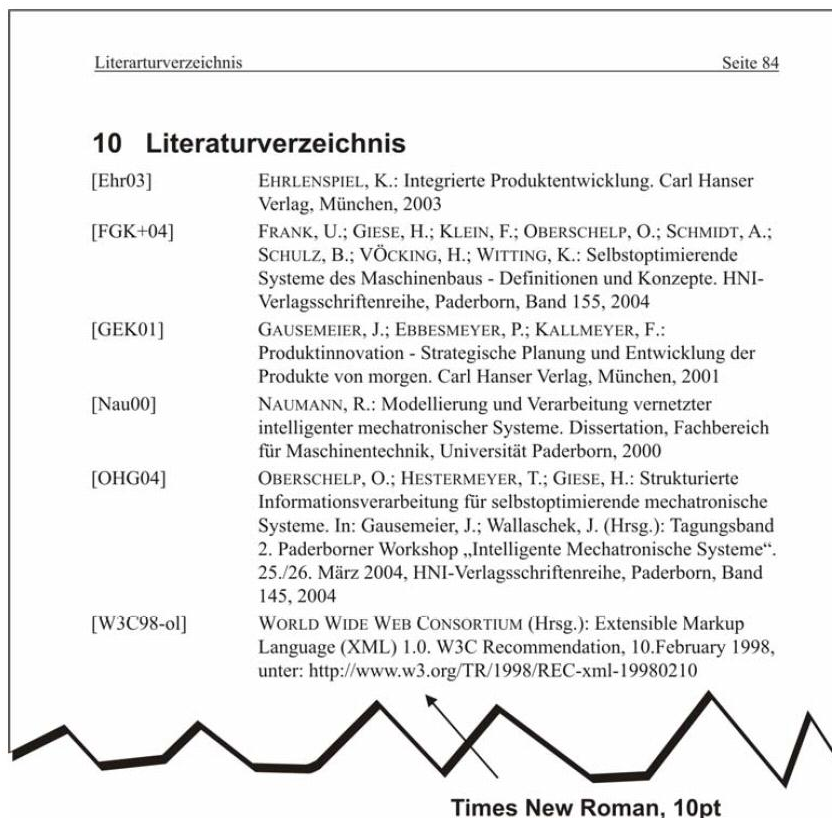 Literarturverzeichnis Seite 84
10 Literaturverzeichnis
[Ehr03] EHRLENSPIEL, K.: Integrierte Produktentwicklung. Carl Hanser
Verlag, München, 2003
[FGK+04] FRANK, U.; GIESE, H.; KLEIN, F.; OBERSCHELP, O.; SCHMIDT, A.;
SCHULZ, B.; VÖCKING, H.; WITTING, K.: Selbstoptimierende
Systeme des Maschinenbaus - Definitionen und Konzepte. HNI-
Verlagsschriftenreihe, Paderborn, Band 155, 2004
[GEK01] GAUSEMEIER, J.; EBBESMEYER, P.; KALLMEYER, F.:
Produktinnovation - Strategische Planung und Entwicklung der
Produkte von morgen. Carl Hanser Verlag, München, 2001
[Nau00] NAUMANN, R.: Modellierung und Verarbeitung vernetzter
intelligenter mechatronischer Systeme. Dissertation, Fachbereich
für Maschinentechnik, Universität Paderborn, 2000
[OHG04] OBERSCHELP, O.; HESTERMEYER, T.; GIESE, H.: Strukturierte
Informationsverarbeitung für selbstoptimierende mechatronische
Systeme. In: Gausemeier, J.; Wallaschek, J. (Hrsg.): Tagungsband
2. Paderborner Workshop „Intelligente Mechatronische Systeme“.
25./26. März 2004, HNI-Verlagsschriftenreihe, Paderborn, Band
145, 2004
[W3C98-ol] WORLD WIDE WEB CONSORTIUM (Hrsg.): Extensible Markup
Language (XML) 1.0. W3C Recommendation, 10.February 1998,
unter: http://www.w3.org/TR/1998/REC-xml-19980210
Times New Roman, 10pt